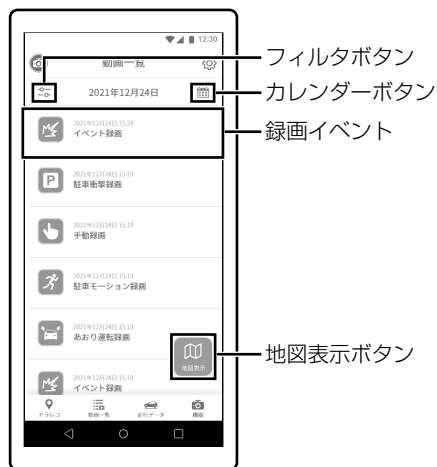 12:30
動画一覧
フィルタボタン
2021年12月24日
カレンダーボタン
2021年12月24日 15:24
イベント録画
録画イベント
P
2021年12月24日 15:19
駐車衝撃録画
2021年12月24日 15:19
手動録画
2021年12月24日 15:19
駐車モーション録画
2021年12月24日 15:19
あおり運転録画
地図表示
地図表示ボタン
2021年12月24日 15:19
イベント録画
ドラレコ
動画一覧
走行データ
機器